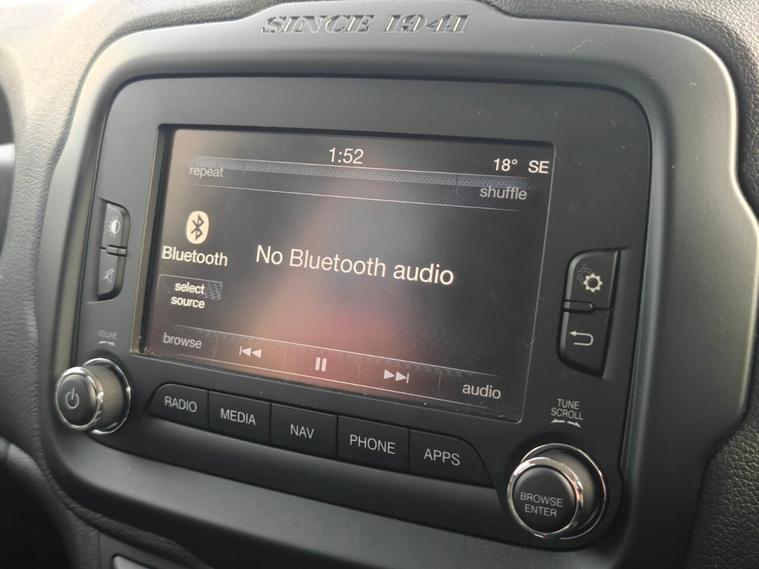 SINCE 1941
1:52
18° SE
repeat
shuffle
Bluetooth
No Bluetooth audio
select
source
browse
audio
VOLUME
RADIO
MEDIA
NAV
PHONE
APPS
TUNE
SCROLL
BROWSE
ENTER